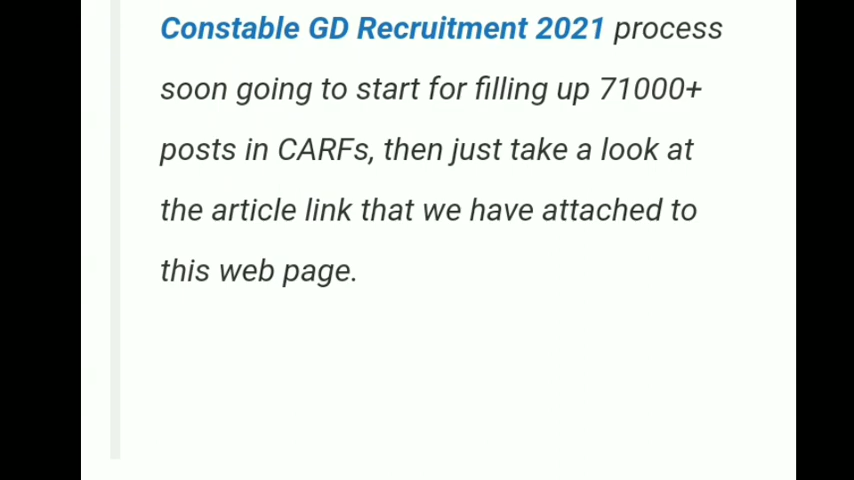 Constable GD Recruitment 2021 process
soon going to start for filling up 71000+
posts in CARFs, then just take a look at
the article link that we have attached to
this web page.